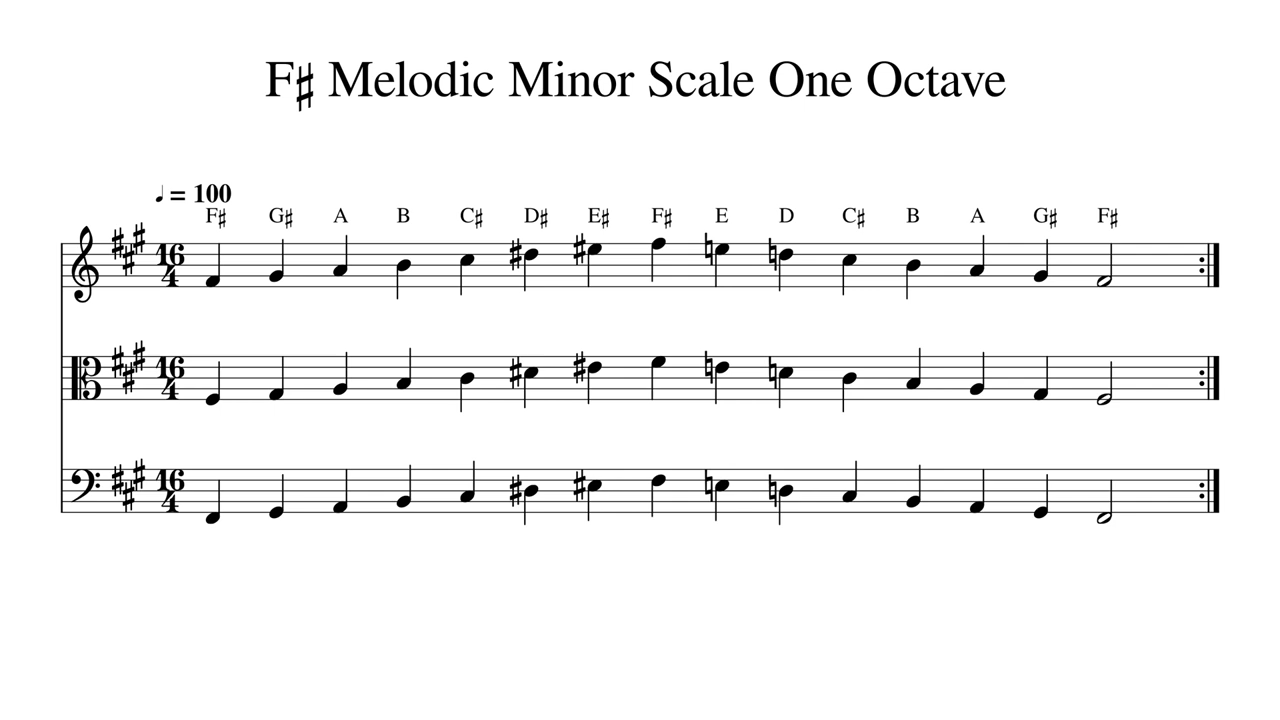 F♯ Melodic Minor Scale One Octave
♩ = 100
F♯ G♯ A B C♯ D♯ E♯ F♯ E D C♯ B A G♯ F♯
16
4
16
4
16
4